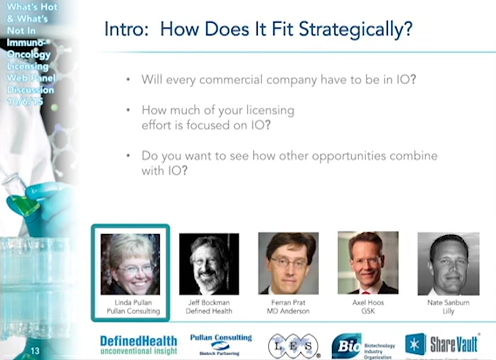 What's Hot
& What's
Not In
Immuno-
Oncology
Licensing
Web Panel
Discussion
10/6/15
Intro: How Does It Fit Strategically?
• Will every commercial company have to be in IO?
• How much of your licensing
effort is focused on IO?
• Do you want to see how other opportunities combine
with IO?
Linda Pullan
Pullan Consulting
Jeff Bockman
Defined Health
Ferran Prat
MD Anderson
Axel Hoos
GSK
Nate Sanburn
Lilly
13
DefinedHealth
unconventional insight
Pullan Consulting
Biotech Partnering
LES
Bio
Biotechnology
Industry
Organization
ShareVault